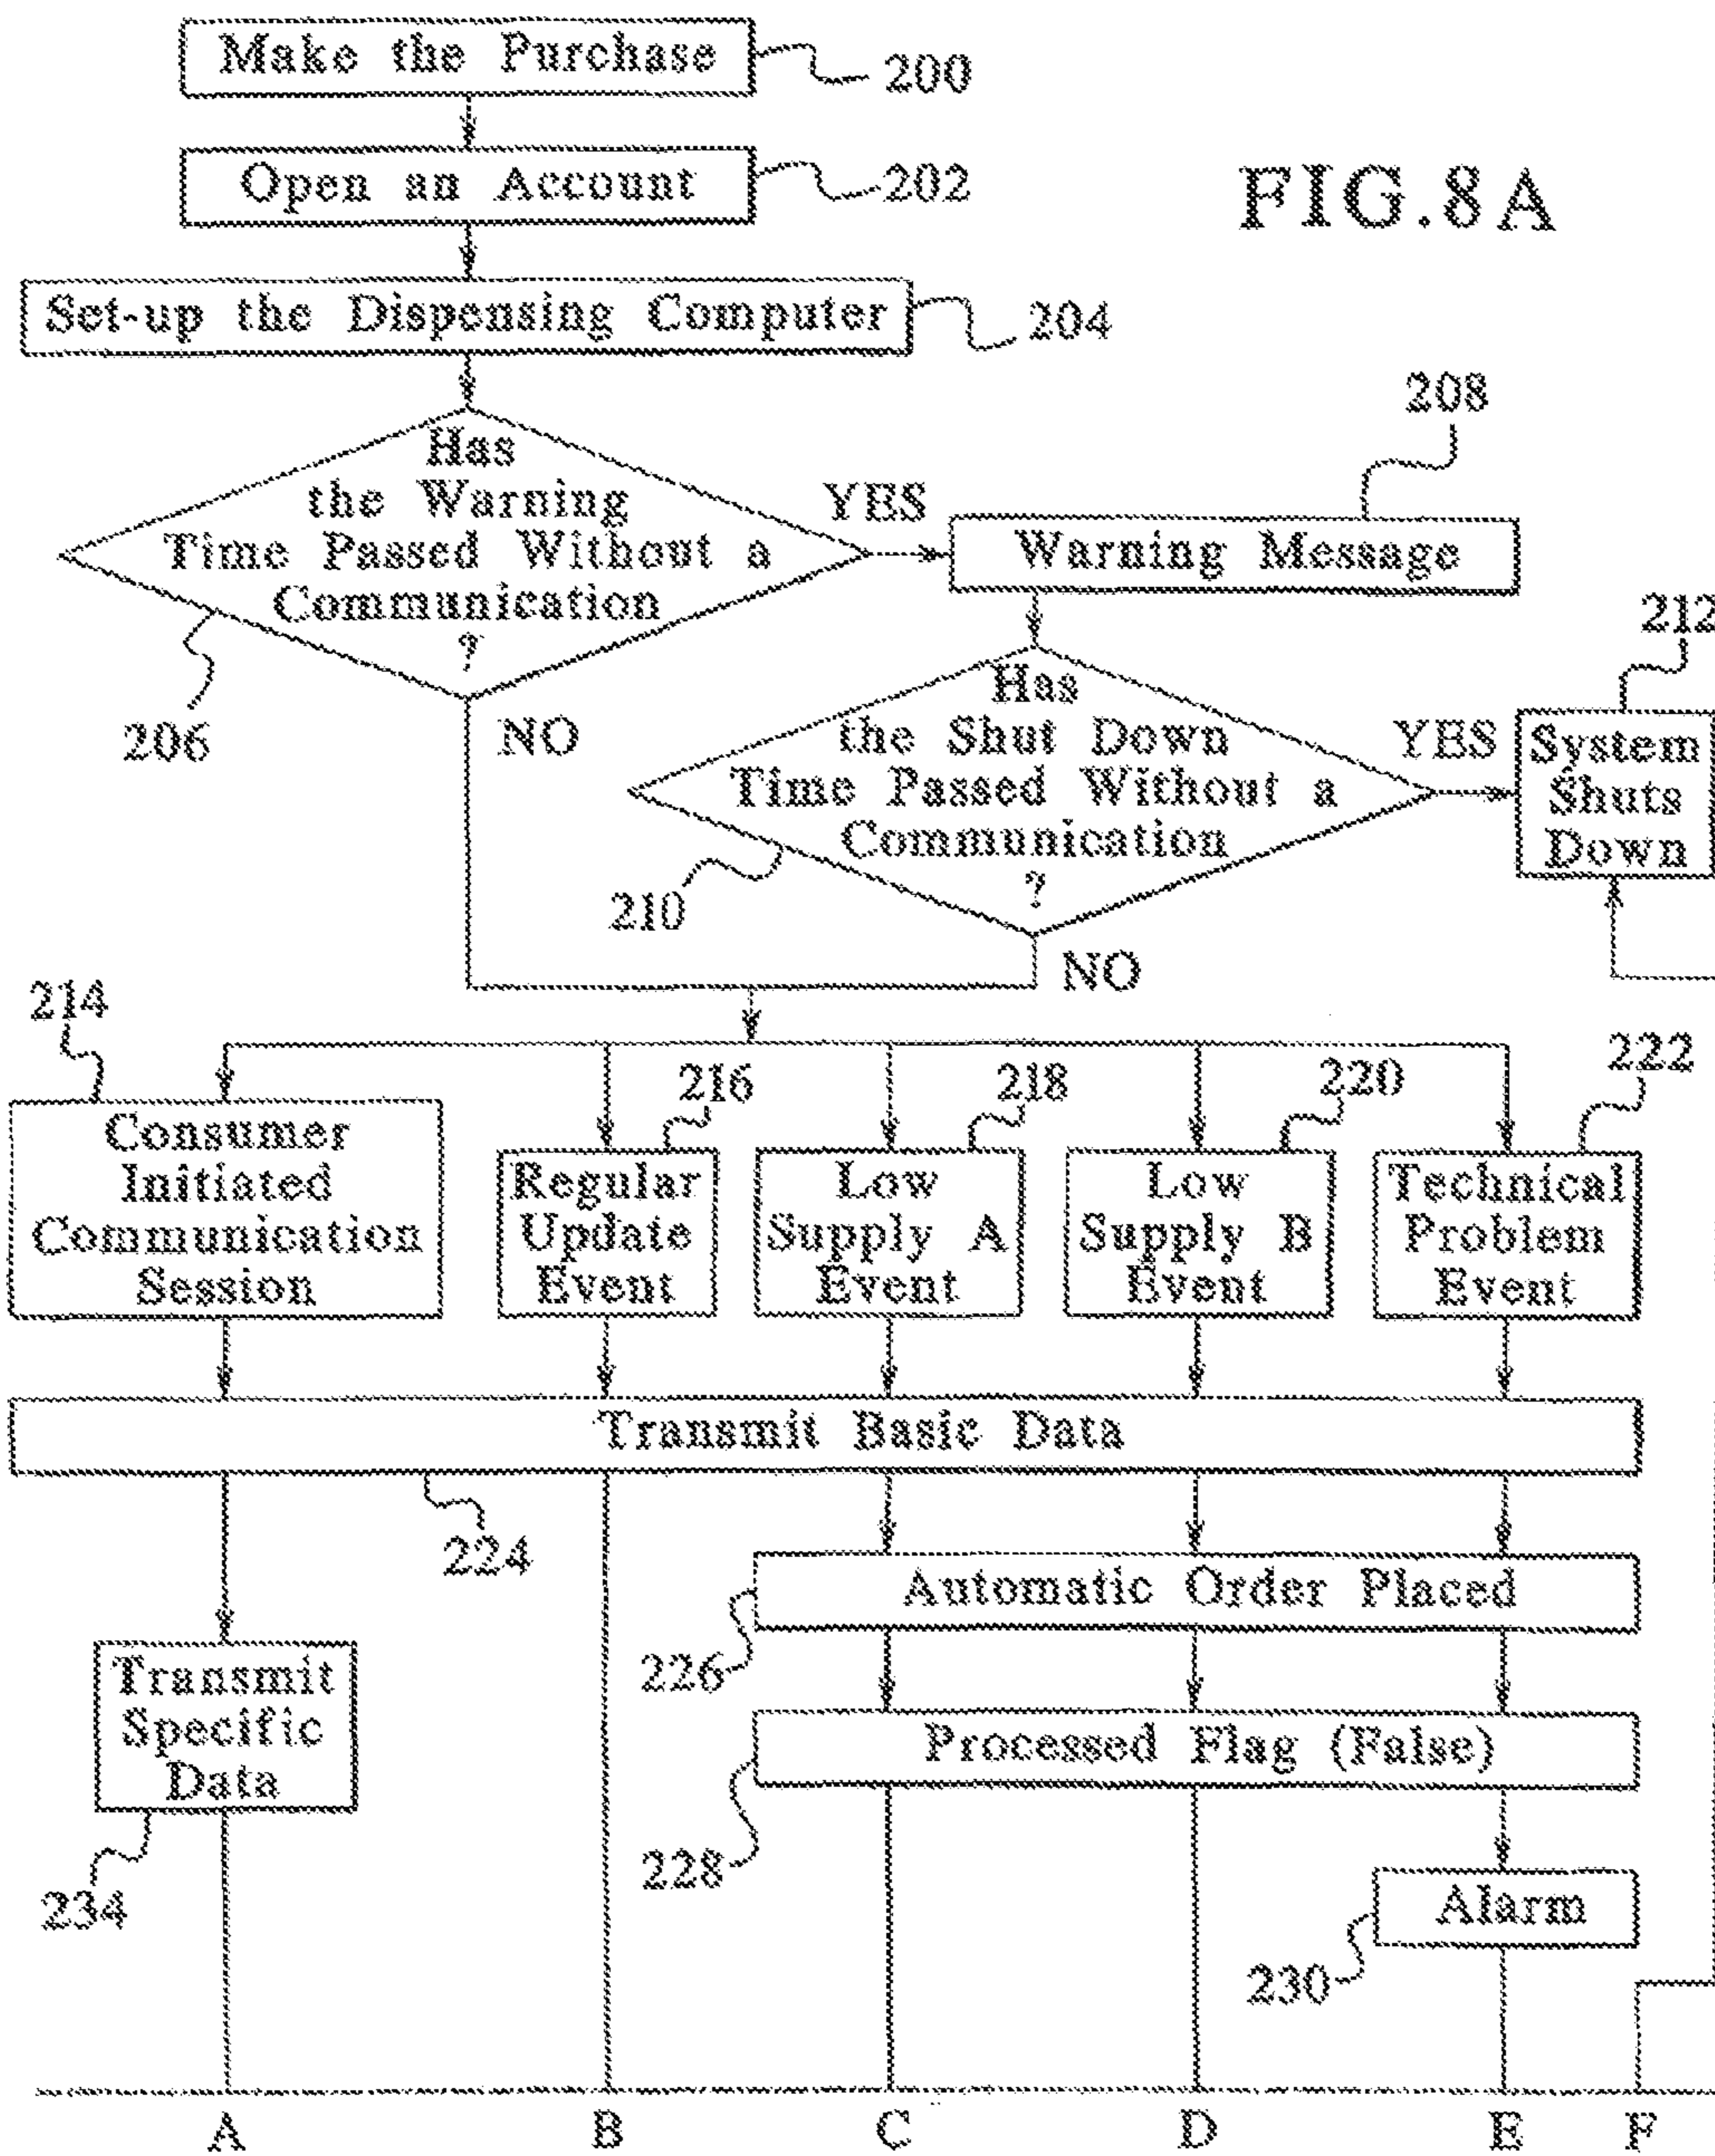 Make the Purchase
200
Open an Account
202
FIG.8A
Set-up the Dispensing Computer
204
208
Has
the Warning
Time Passed Without a
Communication
?
YES
Warning Message
206
NO
212
Has
the Shut Down
Time Passed Without a
Communication
?
YES
System
Shuts
Down
210
NO
214
216
218
220
222
Consumer
Initiated
Communication
Session
Regular
Update
Event
Low
Supply A
Event
Low
Supply B
Event
Technical
Problem
Event
Transmit Basic Data
224
Automatic Order Placed
226
Transmit
Specific
Data
234
Processed Flag (False)
228
Alarm
230
A B C D E F